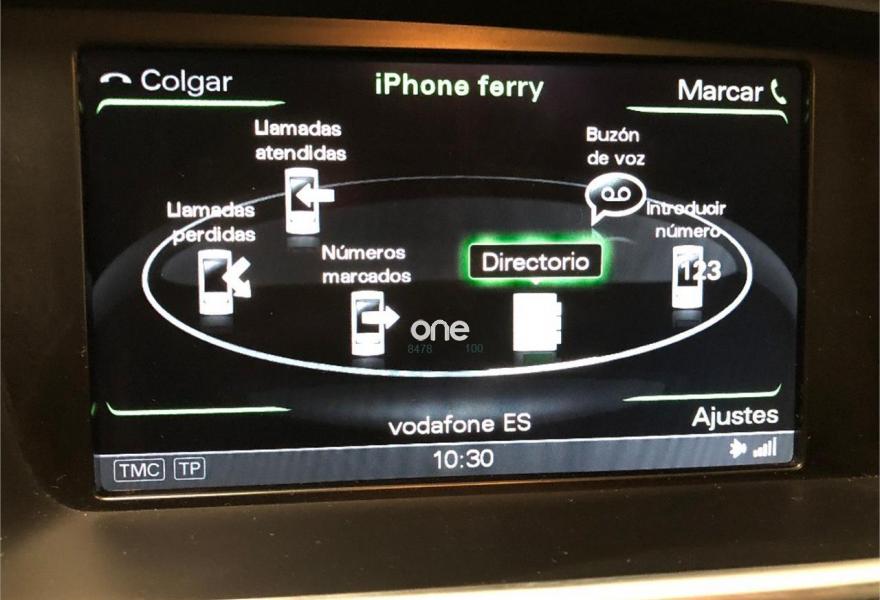 Colgar
iPhone ferry
Marcar
Llamadas
atendidas
Buzón
de voz
Llamadas
perdidas
Introducir
número
Números
marcados
Directorio
123
one
8478 100
vodafone ES
Ajustes
TMC TP
10:30